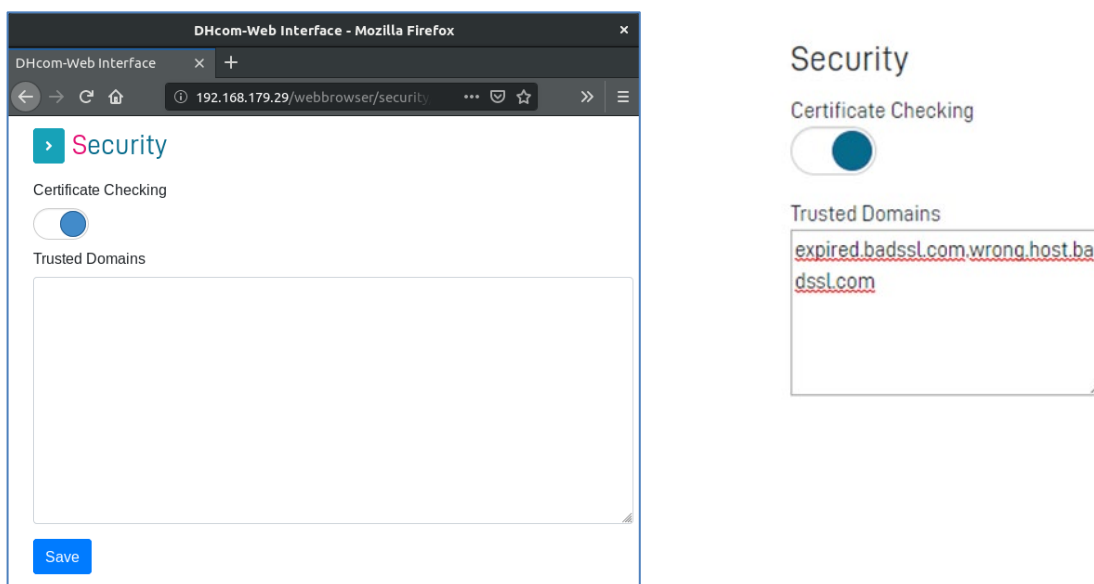 DHcom-Web Interface - Mozilla Firefox
DHcom-Web Interface
192.168.179.29/webbrowser/security
Security
Certificate Checking
Trusted Domains
Save
Security
Certificate Checking
Trusted Domains
expired.badssl.com,wrong.host.ba
dssl.com